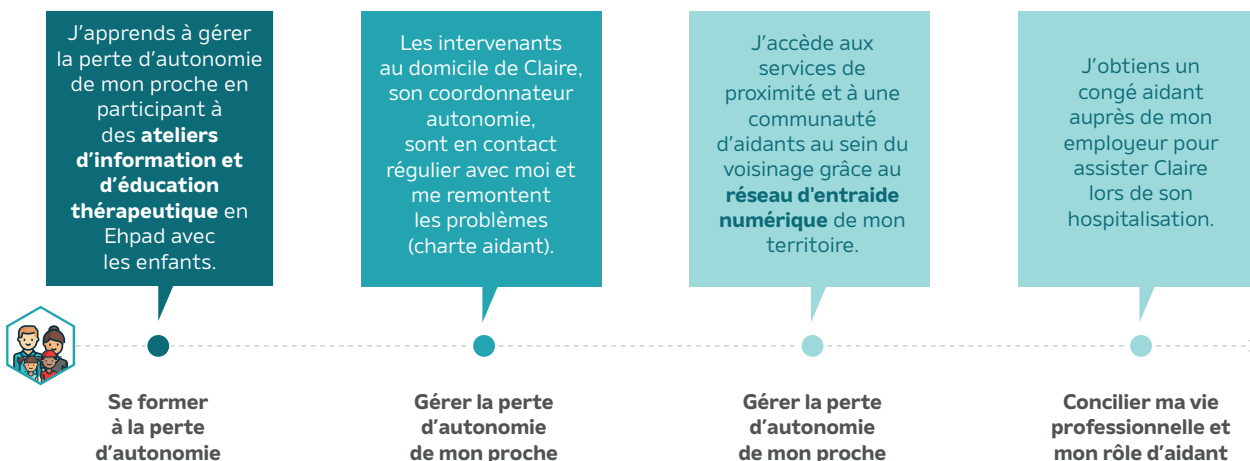 J'apprends à gérer
la perte d'autonomie
de mon proche en
participant à
des ateliers
d'information et
d'éducation
thérapeutique en
Ehpad avec
les enfants.
Les intervenants
au domicile de Claire,
son coordonnateur
autonomie,
sont en contact
régulier avec moi et
me remontent
les problèmes
(charte aidant).
J'accède aux
services de
proximité et à une
communauté
d'aidants au sein du
voisinage grâce au
réseau d'entraide
numérique de mon
territoire.
J'obtiens un
congé aidant
auprès de mon
employeur pour
assister Claire
lors de son
hospitalisation.
Se former
à la perte
d'autonomie
Gérer la perte
d'autonomie
de mon proche
Gérer la perte
d'autonomie
de mon proche
Concilier ma vie
professionnelle et
mon rôle d'aidant